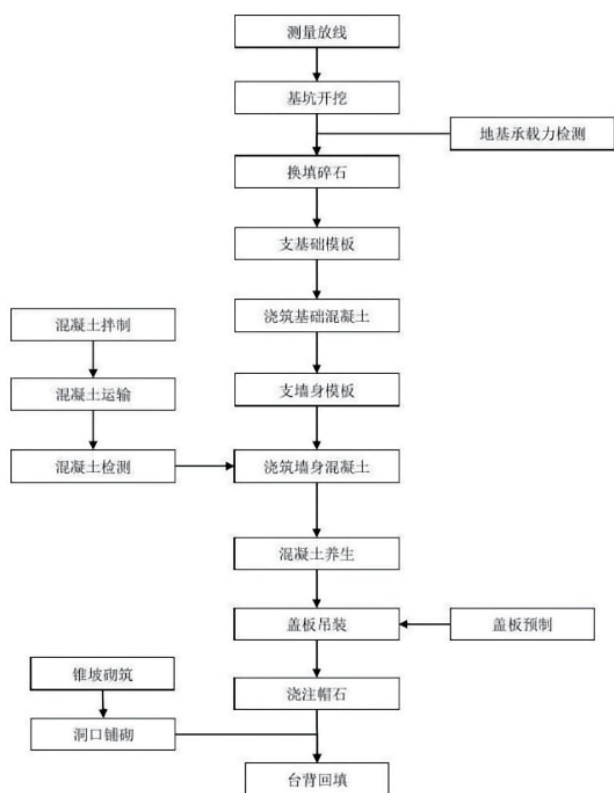 测量放线
基坑开挖
地基承载力检测
换填碎石
支基础模板
浇筑基础混凝土
混凝土拌制
混凝土运输
支墙身模板
混凝土检测
浇筑墙身混凝土
混凝土养生
盖板吊装
盖板预制
锥坡砌筑
浇注帽石
洞口铺砌
台背回填